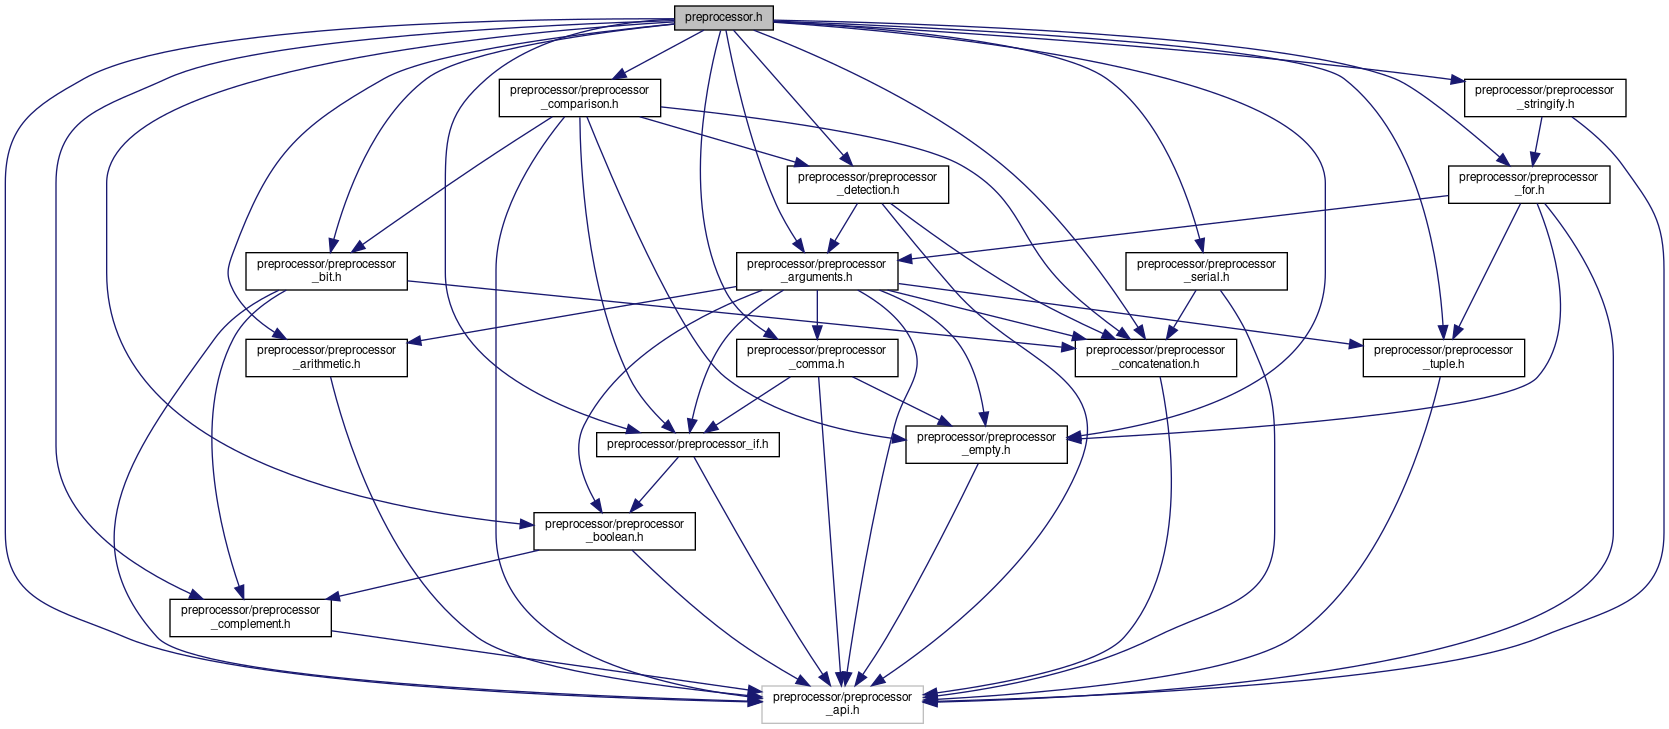 preprocessor.h
preprocessor/preprocessor
_comparison.h
preprocessor/preprocessor
_stringify.h
preprocessor/preprocessor
_detection.h
preprocessor/preprocessor
_for.h
preprocessor/preprocessor
_bit.h
preprocessor/preprocessor
_arguments.h
preprocessor/preprocessor
_serial.h
preprocessor/preprocessor
_arithmetic.h
preprocessor/preprocessor
_comma.h
preprocessor/preprocessor
_concatenation.h
preprocessor/preprocessor
_tuple.h
preprocessor/preprocessor_if.h
preprocessor/preprocessor
_empty.h
preprocessor/preprocessor
_boolean.h
preprocessor/preprocessor
_complement.h
preprocessor/preprocessor
_api.h